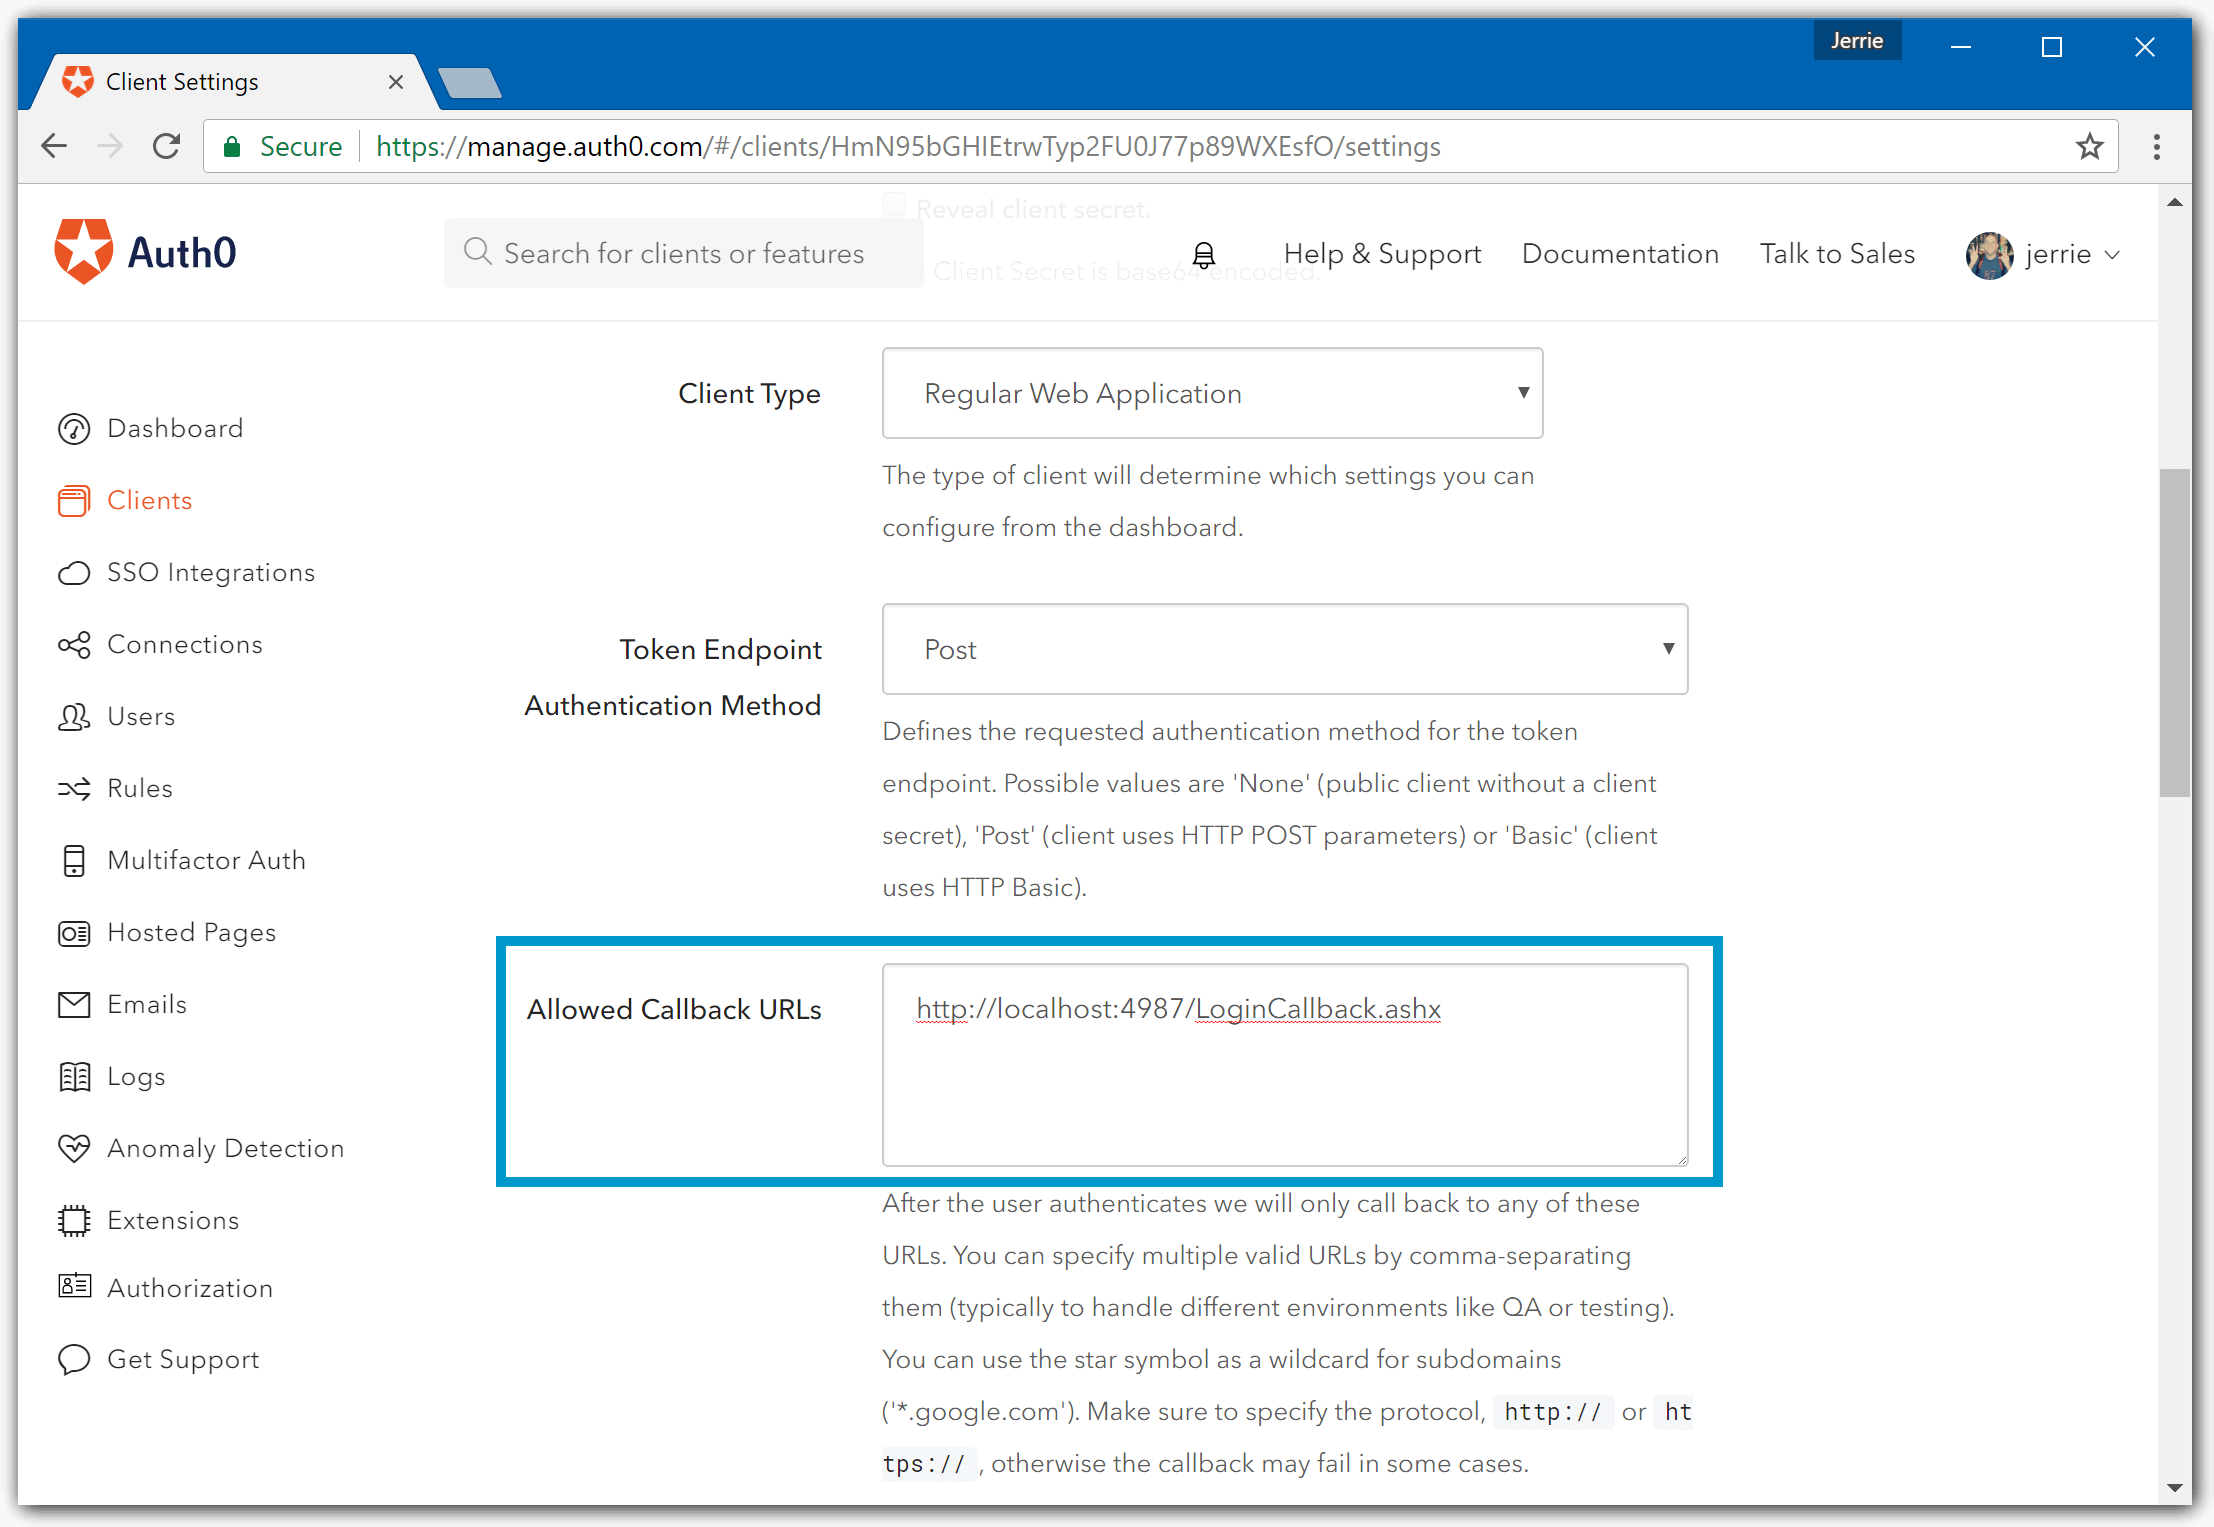 Jerrie
Client Settings
Secure https://manage.auth0.com/#/clients/HmN95bGHIEtrwTyp2FU0J77p89WXEsfO/settings
Reveal client secret.
Auth0
Search for clients or features
Help & Support
Documentation
Talk to Sales
jerrie
Client Secret is base64 encoded.
Dashboard
Clients
SSO Integrations
Connections
Users
Rules
Multifactor Auth
Hosted Pages
Emails
Logs
Anomaly Detection
Extensions
Authorization
Get Support
Client Type
Regular Web Application
The type of client will determine which settings you can
configure from the dashboard.
Token Endpoint
Authentication Method
Post
Defines the requested authentication method for the token
endpoint. Possible values are 'None' (public client without a client
secret), 'Post' (client uses HTTP POST parameters) or 'Basic' (client
uses HTTP Basic).
Allowed Callback URLs
http://localhost:4987/LoginCallback.ashx
After the user authenticates we will only call back to any of these
URLs. You can specify multiple valid URLs by comma-separating
them (typically to handle different environments like QA or testing).
You can use the star symbol as a wildcard for subdomains
('*.google.com'). Make sure to specify the protocol, http:// or ht
tps:// , otherwise the callback may fail in some cases.